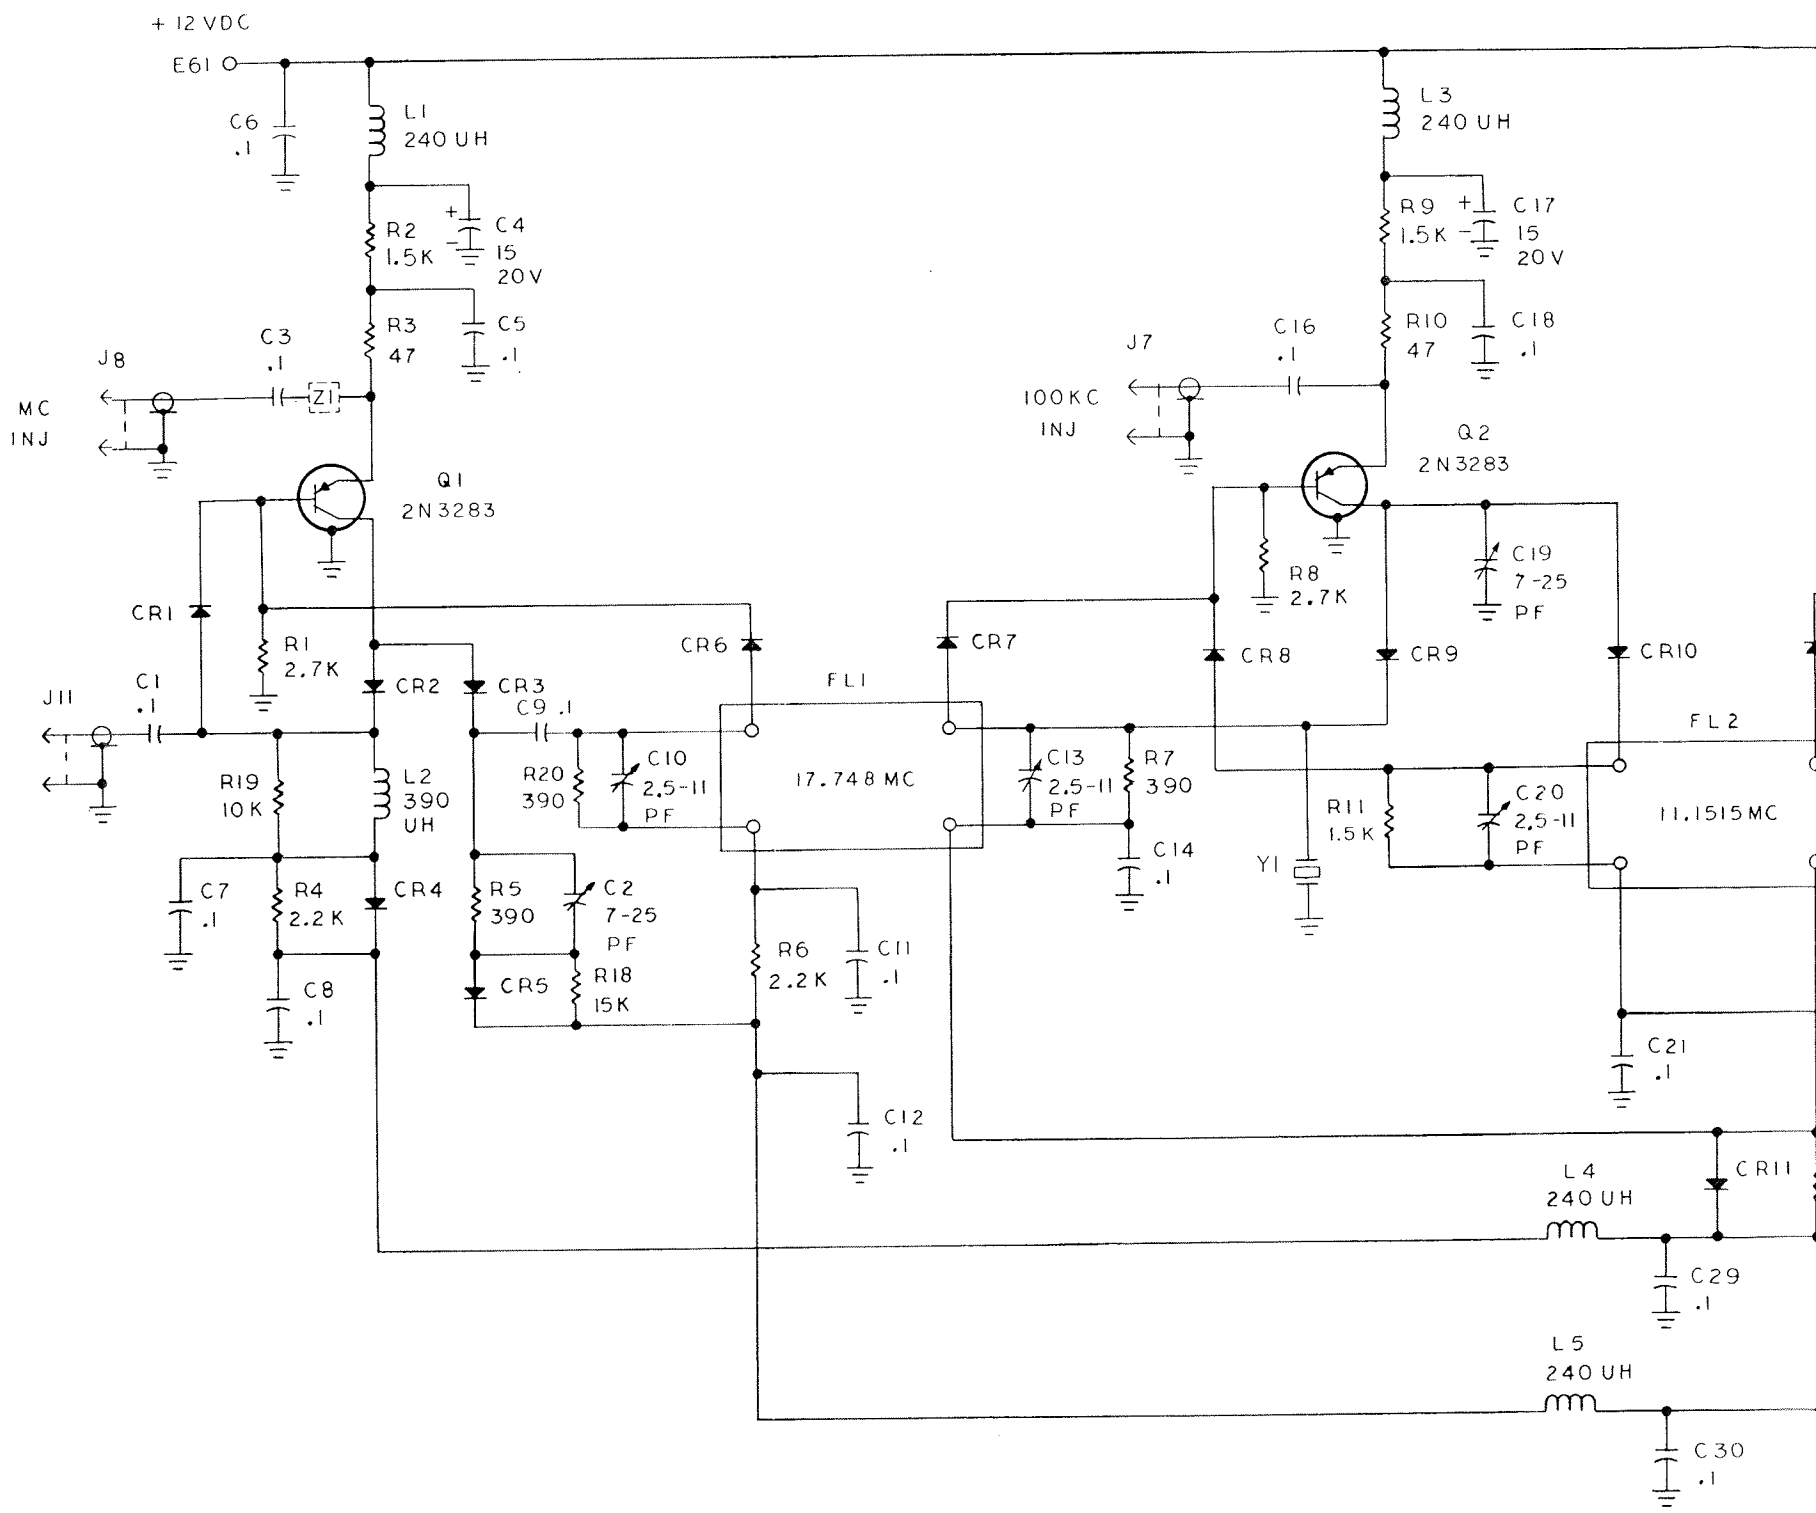 + 12 VDC
E61
C6
.1
L1
240 UH
L3
240 UH
R2
1.5K
+
-
C4
15
20V
R9
1.5K
+
-
C17
15
20V
R3
47
C5
.1
R10
47
C18
.1
C3
.1
Z1
J8
MC
INJ
C16
.1
J7
100KC
INJ
Q1
2N3283
Q2
2N3283
CR1
R1
2.7K
CR6
CR7
R8
2.7K
C19
7-25
PF
CR8
CR9
CR10
J11
C1
.1
CR2
CR3
C9 .1
FL1
FL2
R19
10K
L2
390
UH
R20
390
C10
2.5-11
PF
17.748 MC
C13
2.5-11
PF
R7
390
R11
1.5K
C20
2.5-11
PF
11.1515 MC
C7
.1
R4
2.2K
CR4
R5
390
C2
7-25
PF
C14
.1
Y1
C8
.1
CR5
R18
15K
R6
2.2K
C11
.1
C21
.1
C12
.1
CR11
L4
240 UH
C29
.1
L5
240 UH
C30
.1